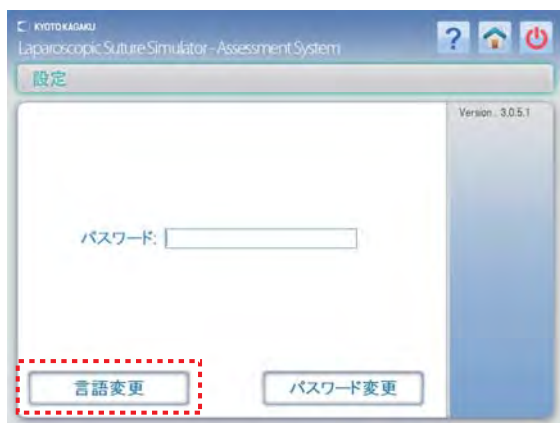 KYOTO KAGAKU
Laparoscopic Suture Simulator - Assessment System
?
設定
Version : 3.0.5.1
パスワード:
言語変更
パスワード変更